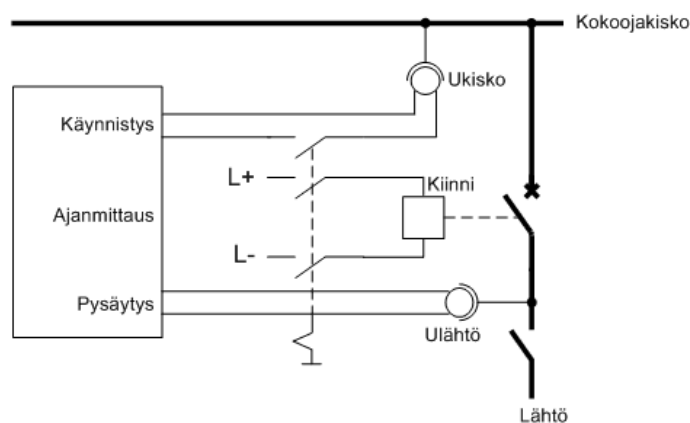 Kokoojakisko
Ukisko
Käynnistys
L+
Kiinni
Ajanmittaus
L-
Pysäytys
Ulähtö
Lähtö